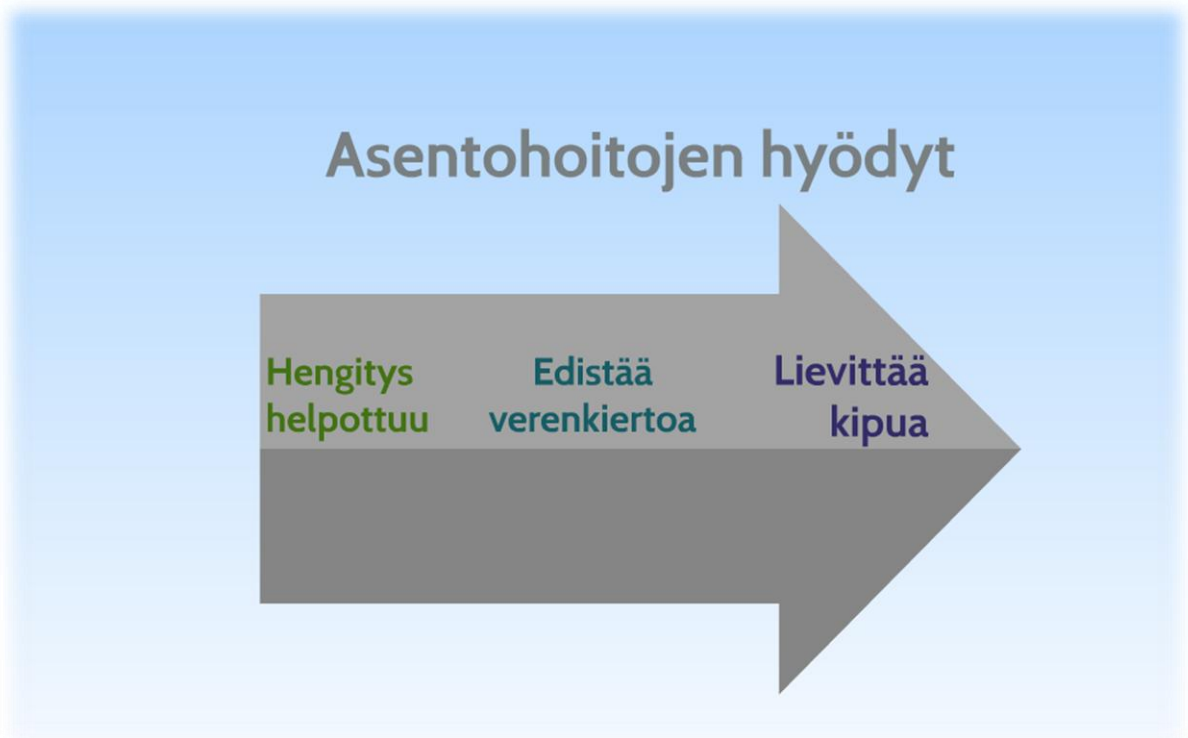 Asentohoitojen hyödyt
Hengitys
helpottuu
Edistää
verenkiertoa
Lievittää
kipua